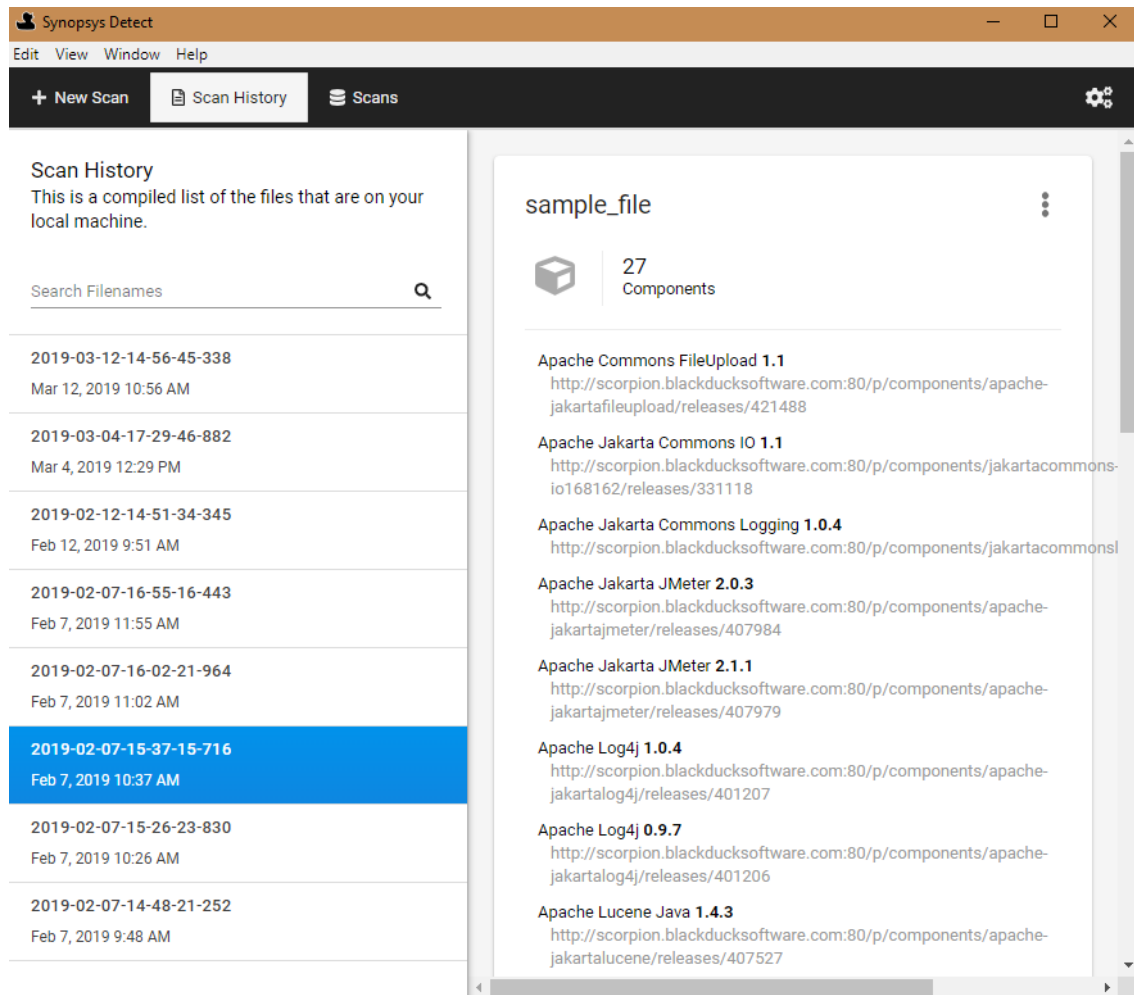 Synopsys Detect
Edit View Window Help
New Scan Scan History Scans
Scan History
This is a compiled list of the files that are on your
local machine.
Search Filenames
2019-03-12-14-56-45-338
Mar 12, 2019 10:56 AM
2019-03-04-17-29-46-882
Mar 4, 2019 12:29 PM
2019-02-12-14-51-34-345
Feb 12, 2019 9:51 AM
2019-02-07-16-55-16-443
Feb 7, 2019 11:55 AM
2019-02-07-16-02-21-964
Feb 7, 2019 11:02 AM
2019-02-07-15-37-15-716
Feb 7, 2019 10:37 AM
2019-02-07-15-26-23-830
Feb 7, 2019 10:26 AM
2019-02-07-14-48-21-252
Feb 7, 2019 9:48 AM
sample_file
27
Components
Apache Commons FileUpload 1.1
http://scorpion.blackducksoftware.com:80/p/components/apache-
jakartafileupload/releases/421488
Apache Jakarta Commons IO 1.1
http://scorpion.blackducksoftware.com:80/p/components/jakartacommons-
io168162/releases/331118
Apache Jakarta Commons Logging 1.0.4
http://scorpion.blackducksoftware.com:80/p/components/jakartacommonsl
Apache Jakarta JMeter 2.0.3
http://scorpion.blackducksoftware.com:80/p/components/apache-
jakartajmeter/releases/407984
Apache Jakarta JMeter 2.1.1
http://scorpion.blackducksoftware.com:80/p/components/apache-
jakartajmeter/releases/407979
Apache Log4j 1.0.4
http://scorpion.blackducksoftware.com:80/p/components/apache-
jakartalog4j/releases/401207
Apache Log4j 0.9.7
http://scorpion.blackducksoftware.com:80/p/components/apache-
jakartalog4j/releases/401206
Apache Lucene Java 1.4.3
http://scorpion.blackducksoftware.com:80/p/components/apache-
jakartalucene/releases/407527